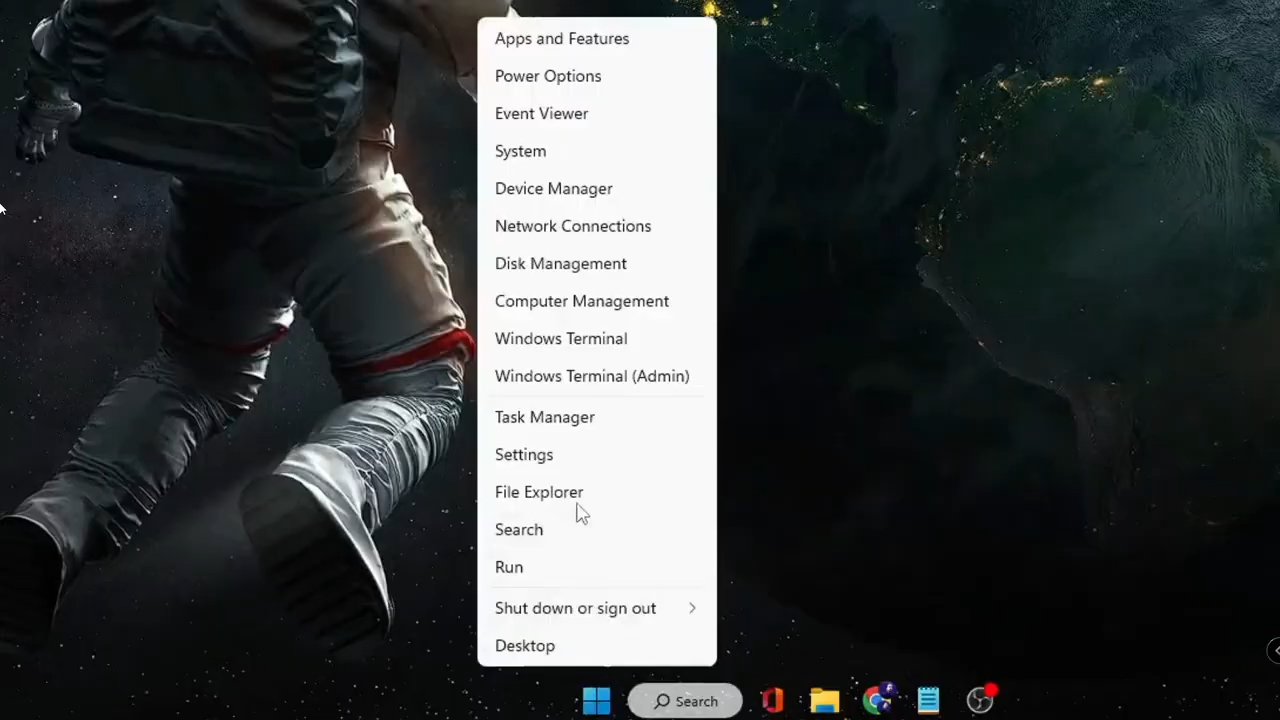 Apps and Features
Power Options
Event Viewer
System
Device Manager
Network Connections
Disk Management
Computer Management
Windows Terminal
Windows Terminal (Admin)
Task Manager
Settings
File Explorer
Search
Run
Shut down or sign out
Desktop
Search